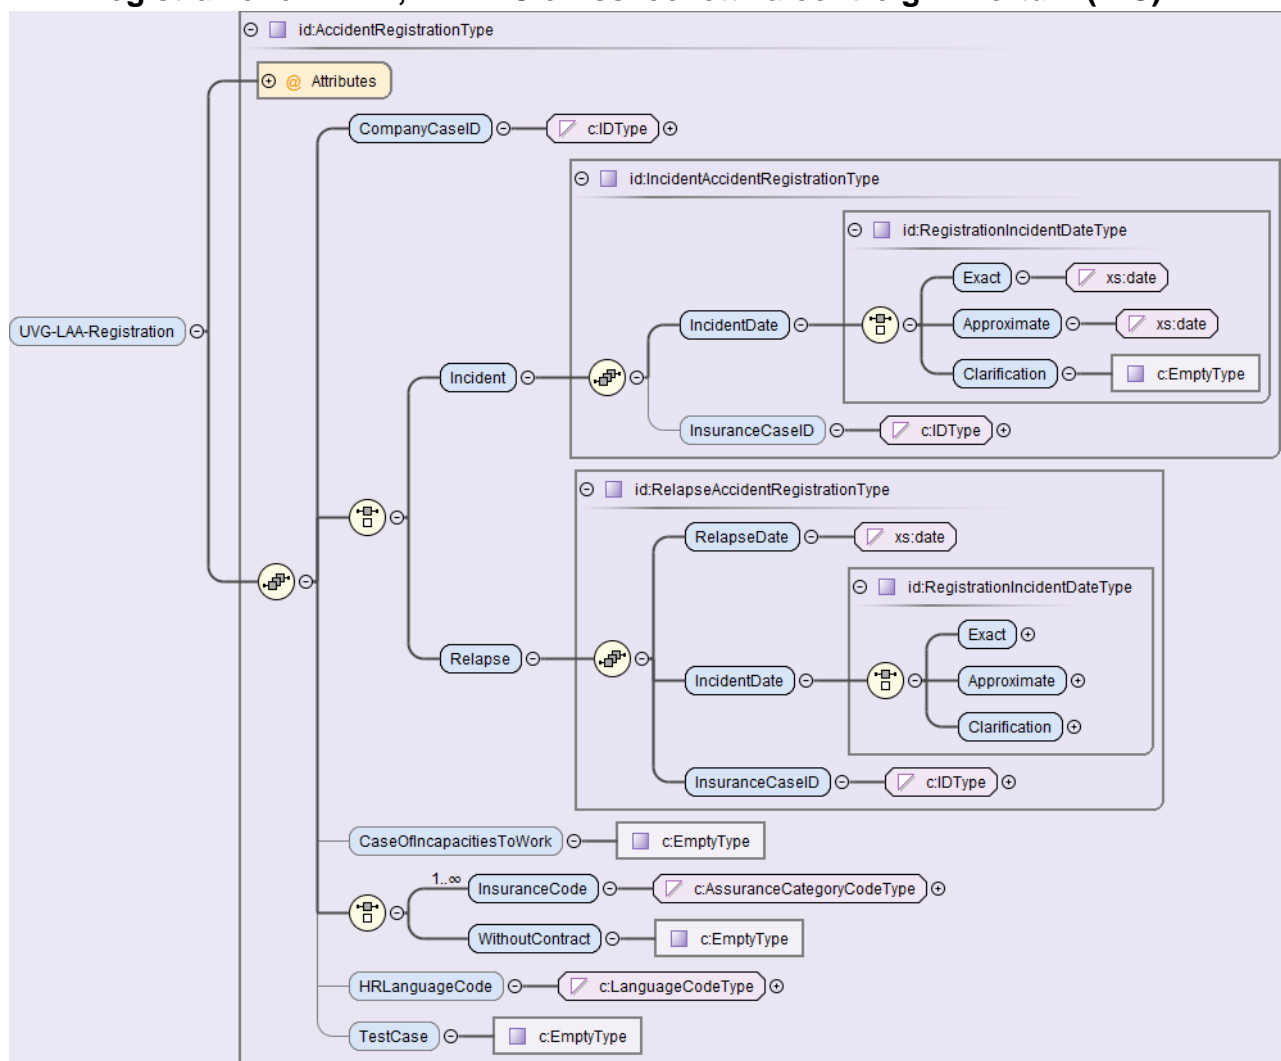 id:AccidentRegistrationType
@ Attributes
CompanyCaseID c:IDType
id:IncidentAccidentRegistrationType
id:RegistrationIncidentDateType
Exact xs:date
IncidentDate Approximate xs:date
UVG-LAA-Registration
Incident Clarification c:EmptyType
InsuranceCaseID c:IDType
id:RelapseAccidentRegistrationType
RelapseDate xs:date
id:RegistrationIncidentDateType
Exact
Relapse
IncidentDate Approximate
Clarification
InsuranceCaseID c:IDType
CaseOfIncapacitiesToWork c:EmptyType
1..∞
InsuranceCode c:AssuranceCategoryCodeType
WithoutContract c:EmptyType
HRLanguageCode c:LanguageCodeType
TestCase c:EmptyType